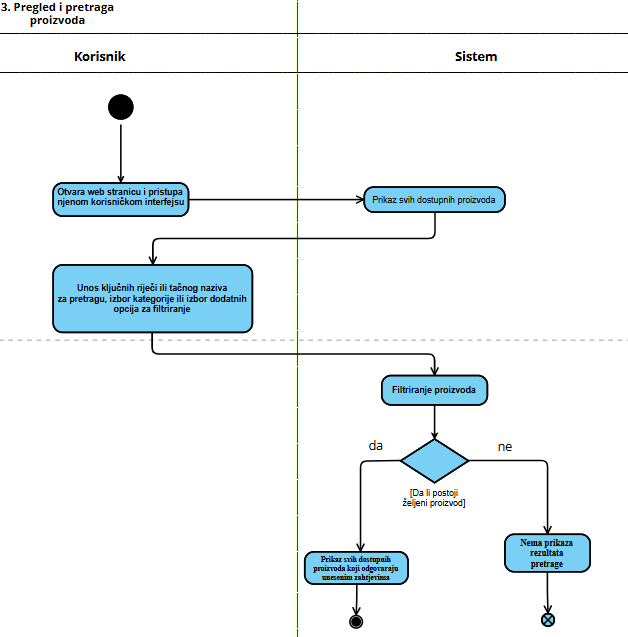 3. Pregled i pretraga
proizvoda
Korisnik
Sistem
Otvara web stranicu i pristupa
njenom korisničkom interfejsu
Prikaz svih dostupnih proizvoda
Unos ključnih riječi ili tačnog naziva
za pretragu, izbor kategorije ili izbor dodatnih
opcija za filtriranje
Filtriranje proizvoda
da
ne
[Da li postoji
željeni proizvod]
Prikaz svih dostupnih
proizvoda koji odgovaraju
unesenim zahtjevima
Nema prikaza
rezultata
pretrage